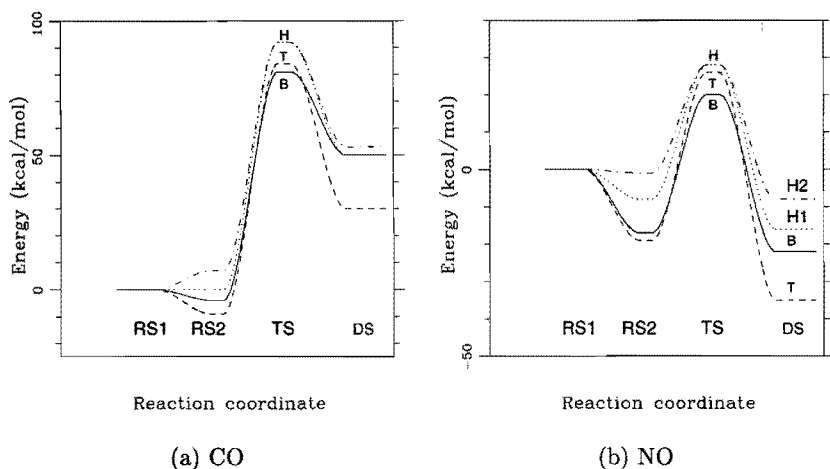 100
50
0
Energy (kcal/mol)
H
T
B
RS1 RS2 TS DS
Reaction coordinate
(a) CO
0
-50
Energy (kcal/mol)
H
T
B
H2
H1
B
T
RS1 RS2 TS DS
Reaction coordinate
(b) NO